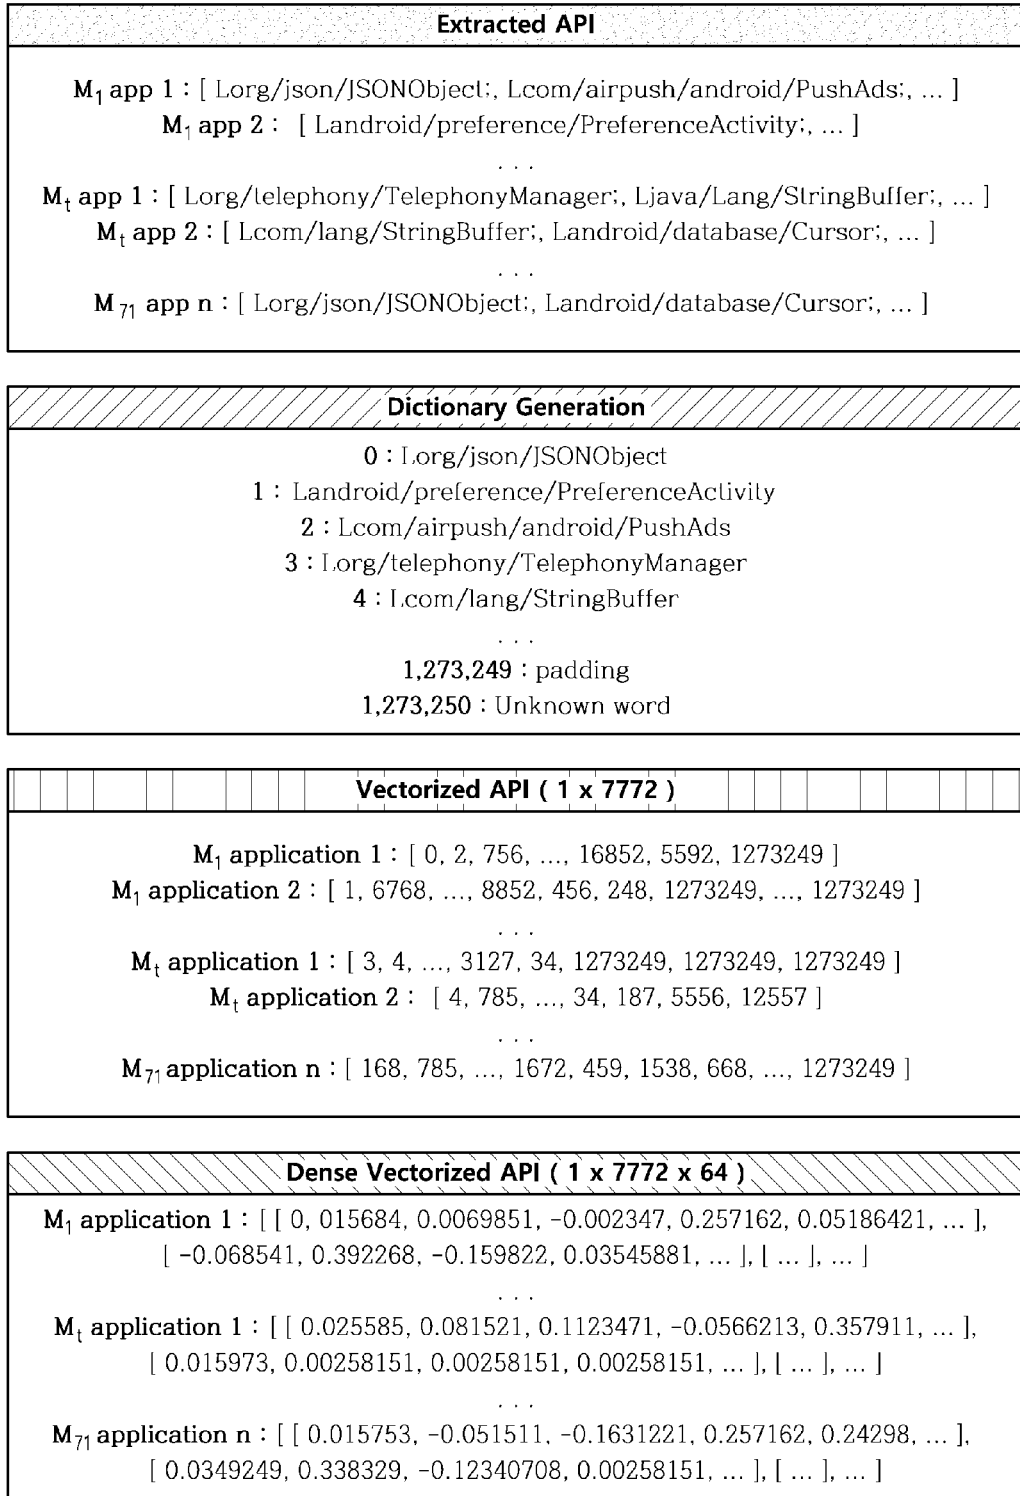 Extracted API
M1 app 1 : [ Lorg/json/JSONObject;, Lcom/airpush/android/PushAds;, ... ]
M1 app 2 : [ Landroid/preference/PreferenceActivity;, ... ]
. . .
Mt app 1 : [ Lorg/telephony/TelephonyManager;, Ljava/Lang/StringBuffer;, ... ]
Mt app 2 : [ Lcom/lang/StringBuffer;, Landroid/database/Cursor;, ... ]
. . .
M71 app n : [ Lorg/json/JSONObject;, Landroid/database/Cursor;, ... ]
Dictionary Generation
0 : Lorg/json/JSONObject
1 : Landroid/preference/PreferenceActivity
2 : Lcom/airpush/android/PushAds
3 : Lorg/telephony/TelephonyManager
4 : Lcom/lang/StringBuffer
. . .
1,273,249 : padding
1,273,250 : Unknown word
Vectorized API ( 1 x 7772 )
M1 application 1 : [ 0, 2, 756, ..., 16852, 5592, 1273249 ]
M1 application 2 : [ 1, 6768, ..., 8852, 456, 248, 1273249, ..., 1273249 ]
. . .
Mt application 1 : [ 3, 4, ..., 3127, 34, 1273249, 1273249, 1273249 ]
Mt application 2 : [ 4, 785, ..., 34, 187, 5556, 12557 ]
. . .
M71 application n : [ 168, 785, ..., 1672, 459, 1538, 668, ..., 1273249 ]
Dense Vectorized API ( 1 x 7772 x 64 )
M1 application 1 : [ [ 0, 015684, 0.0069851, -0.002347, 0.257162, 0.05186421, ... ],
[ -0.068541, 0.392268, -0.159822, 0.03545881, ... ], [ ... ], ... ]
. . .
Mt application 1 : [ [ 0.025585, 0.081521, 0.1123471, -0.0566213, 0.357911, ... ],
[ 0.015973, 0.00258151, 0.00258151, 0.00258151, ... ], [ ... ], ... ]
. . .
M71 application n : [ [ 0.015753, -0.051511, -0.1631221, 0.257162, 0.24298, ... ],
[ 0.0349249, 0.338329, -0.12340708, 0.00258151, ... ], [ ... ], ... ]